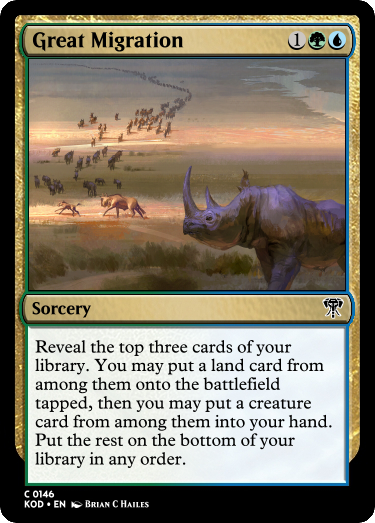 Great Migration 1
Sorcery
Reveal the top three cards of your
library. You may put a land card from
among them onto the battlefield
tapped, then you may put a creature
card from among them into your hand.
Put the rest on the bottom of your
library in any order.
C 0146
KOD • EN Brian C Hailes